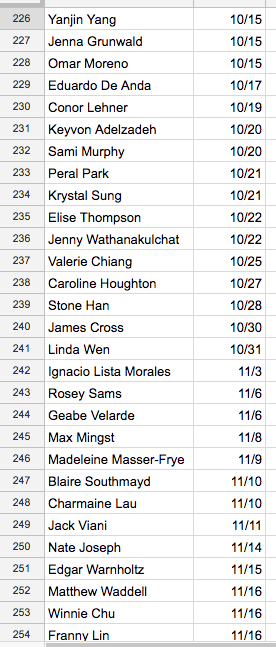 226 Yanjin Yang 10/15
227 Jenna Grunwald 10/15
228 Omar Moreno 10/15
229 Eduardo De Anda 10/17
230 Conor Lehner 10/19
231 Keyvon Adelzadeh 10/20
232 Sami Murphy 10/20
233 Peral Park 10/21
234 Krystal Sung 10/21
235 Elise Thompson 10/22
236 Jenny Wathanakulchat 10/22
237 Valerie Chiang 10/25
238 Caroline Houghton 10/27
239 Stone Han 10/28
240 James Cross 10/30
241 Linda Wen 10/31
242 Ignacio Lista Morales 11/3
243 Rosey Sams 11/6
244 Geabe Velarde 11/6
245 Max Mingst 11/8
246 Madeleine Masser-Frye 11/9
247 Blaire Southmayd 11/10
248 Charmaine Lau 11/10
249 Jack Viani 11/11
250 Nate Joseph 11/14
251 Edgar Warnholtz 11/15
252 Matthew Waddell 11/16
253 Winnie Chu 11/16
254 Franny Lin 11/16